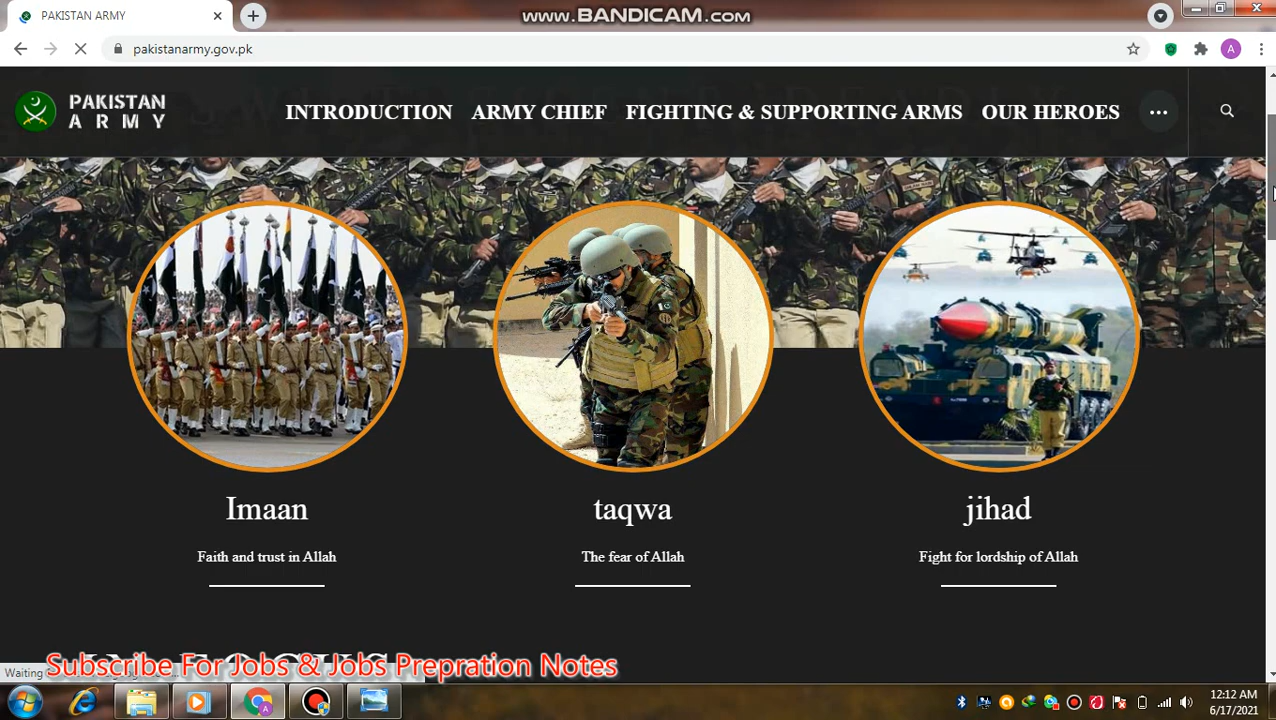 PAKISTAN ARMY
www.BANDICAM.com
pakistanarmy.gov.pk
A
PAKISTAN
ARMY
INTRODUCTION ARMY CHIEF FIGHTING & SUPPORTING ARMS OUR HEROES
Imaan taqwa jihad
Faith and trust in Allah The fear of Allah Fight for lordship of Allah
Subscribe For Jobs & Jobs Prepration Notes
Waiting
12:12 AM
6/17/2021